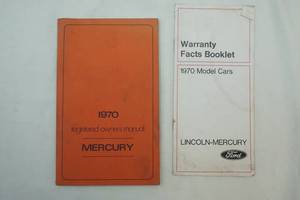 1970
registered owners manual
MERCURY
Warranty
Facts Booklet
1970 Model Cars
LINCOLN-MERCURY
Ford